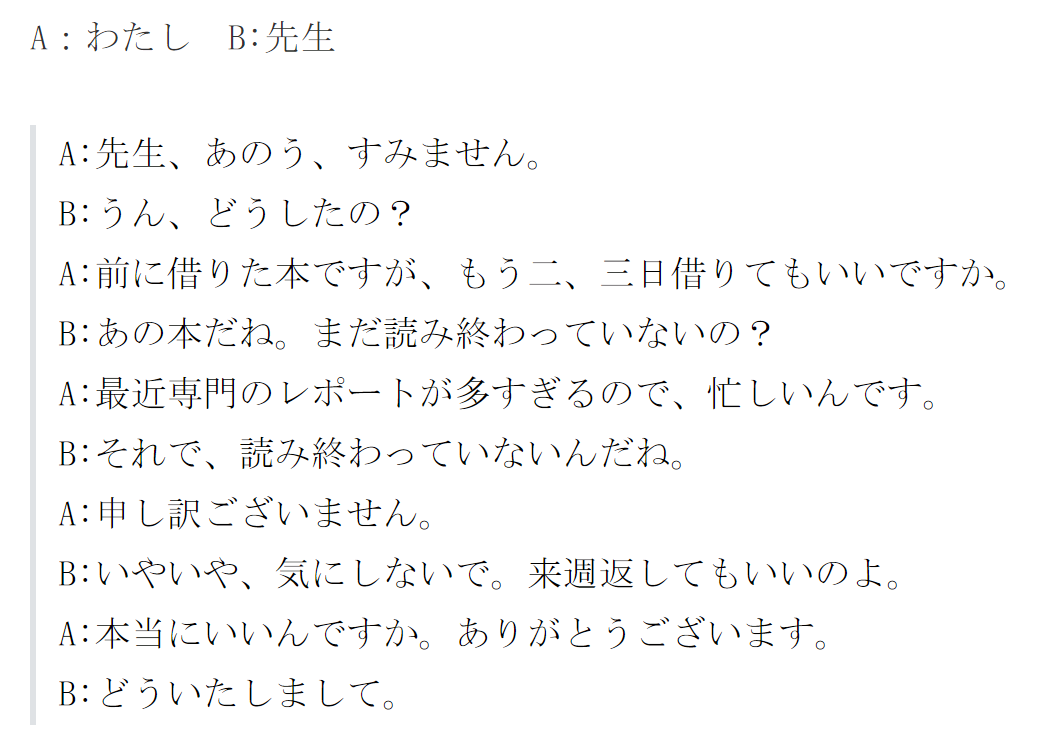 A：わたし　B:先生
A:先生、あのう、すみません。
B:うん、どうしたの？
A:前に借りた本ですが、もう二、三日借りてもいいですか。
B:あの本だね。まだ読み終わっていないの？
A:最近専門のレポートが多すぎるので、忙しいんです。
B:それで、読み終わっていないんだね。
A:申し訳ございません。
B:いやいや、気にしないで。来週返してもいいのよ。
A:本当にいいんですか。ありがとうございます。
B:どういたしまして。